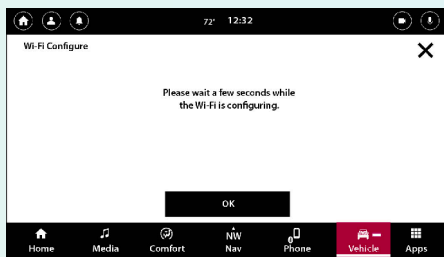 72° 12:32
Wi-Fi Configure
Please wait a few seconds while
the Wi-Fi is configuring.
OK
NW
0
Home Media Comfort Nav Phone Vehicle Apps